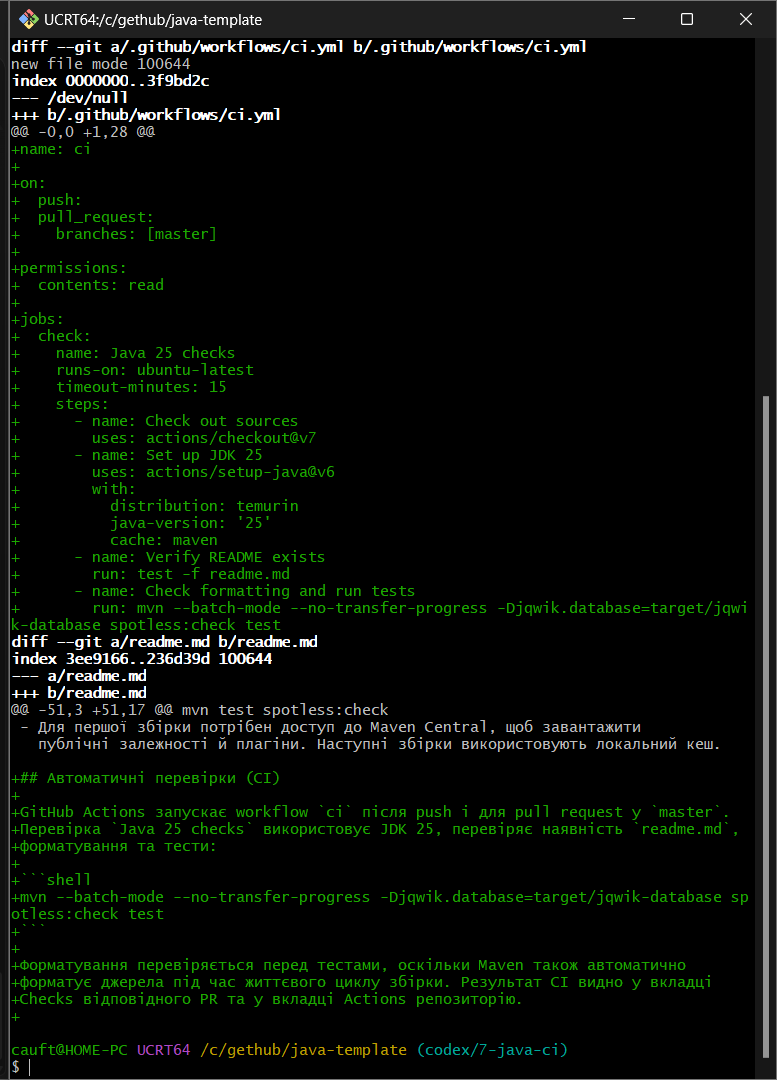 UCRT64:/c/gethub/java-template
diff --git a/.github/workflows/ci.yml b/.github/workflows/ci.yml
new file mode 100644
index 0000000..3f9bd2c
--- /dev/null
+++ b/.github/workflows/ci.yml
@@ -0,0 +1,28 @@
+name: ci
+
+on:
+  push:
+  pull_request:
+    branches: [master]
+
+permissions:
+  contents: read
+
+jobs:
+  check:
+    name: Java 25 checks
+    runs-on: ubuntu-latest
+    timeout-minutes: 15
+    steps:
+      - name: Check out sources
+        uses: actions/checkout@v7
+      - name: Set up JDK 25
+        uses: actions/setup-java@v6
+        with:
+          distribution: temurin
+          java-version: '25'
+          cache: maven
+      - name: Verify README exists
+        run: test -f readme.md
+      - name: Check formatting and run tests
+        run: mvn --batch-mode --no-transfer-progress -Djqwik.database=target/jqwi
k-database spotless:check test
diff --git a/readme.md b/readme.md
index 3ee9166..236d39d 100644
--- a/readme.md
+++ b/readme.md
@@ -51,3 +51,17 @@ mvn test spotless:check
 - Для першої збірки потрібен доступ до Maven Central, щоб завантажити
   публічні залежності й плагіни. Наступні збірки використовують локальний кеш.

+## Автоматичні перевірки (CI)
+
+GitHub Actions запускає workflow `ci` після push і для pull request у `master`.
+Перевірка `Java 25 checks` використовує JDK 25, перевіряє наявність `readme.md`,
+форматування та тести:
+
+```shell
+mvn --batch-mode --no-transfer-progress -Djqwik.database=target/jqwik-database sp
otless:check test
+```
+
+Форматування перевіряється перед тестами, оскільки Maven також автоматично
+форматує джерела під час життєвого циклу збірки. Результат CI видно у вкладці
+Checks відповідного PR та у вкладці Actions репозиторію.
+

cauft@HOME-PC UCRT64 /c/gethub/java-template (codex/7-java-ci)
$